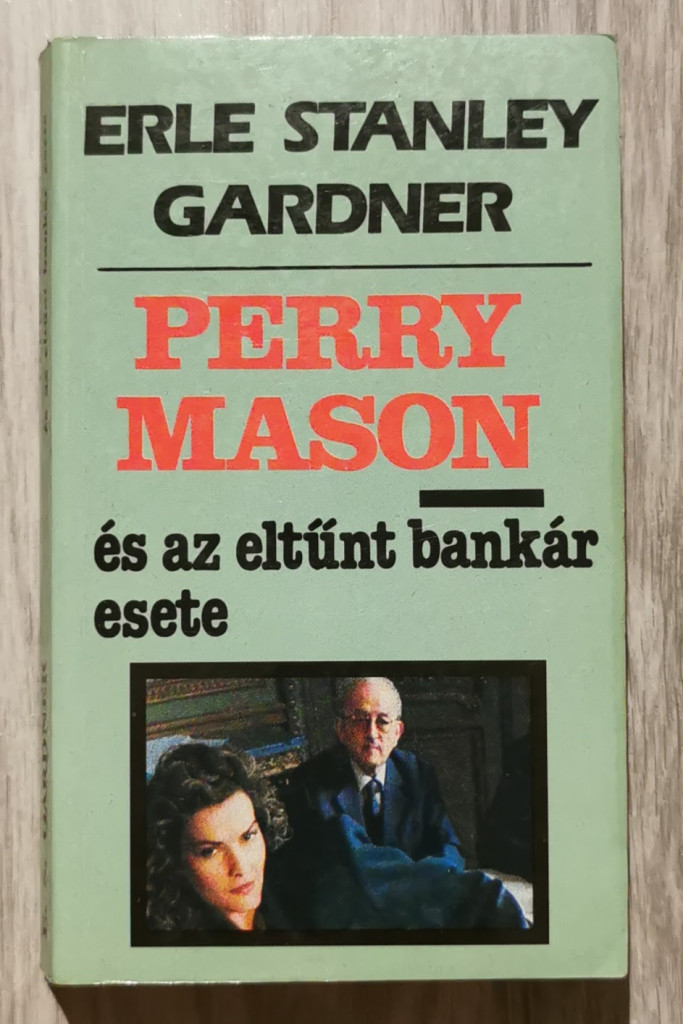 ERLE STANLEY
GARDNER
PERRY
MASON
és az eltűnt bankár
esete